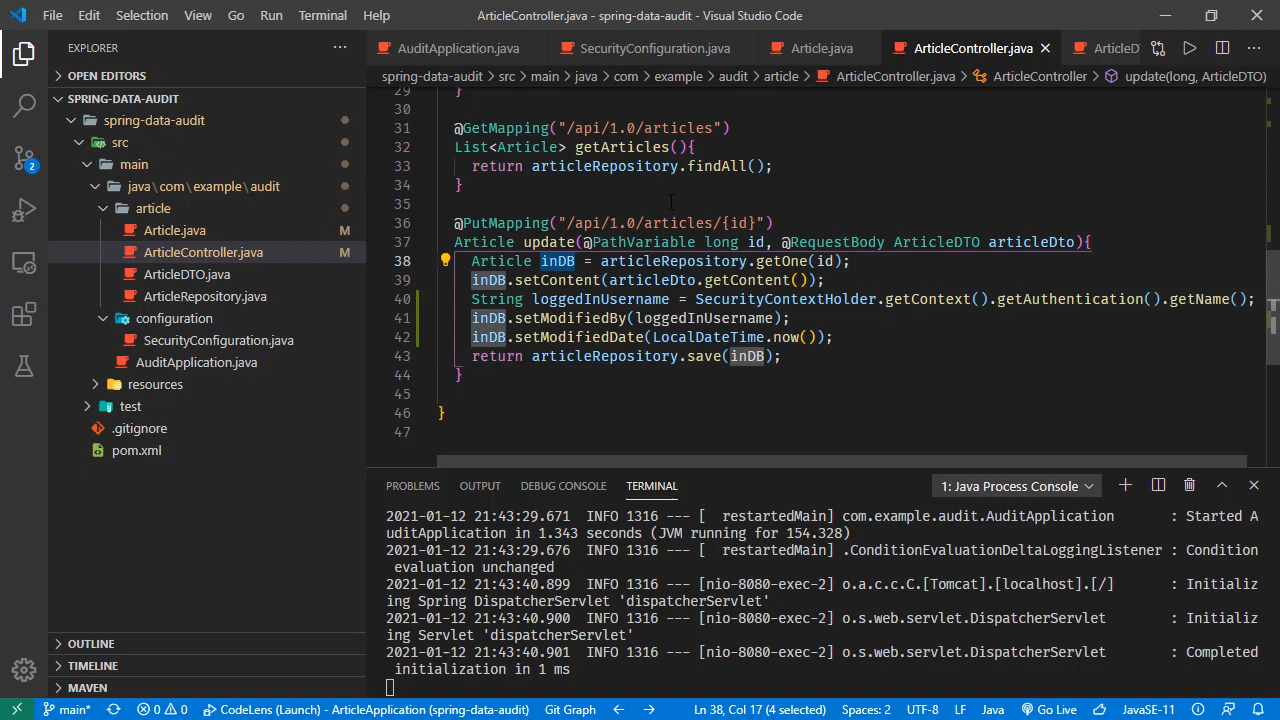 File Edit Selection View Go Run Terminal Help
ArticleController.java - spring-data-audit - Visual Studio Code
EXPLORER
OPEN EDITORS
SPRING-DATA-AUDIT
spring-data-audit
src
main
java\com\example\audit
article
Article.java M
ArticleController.java M
ArticleDTO.java
ArticleRepository.java
configuration
SecurityConfiguration.java
AuditApplication.java
resources
test
.gitignore
pom.xml
OUTLINE
TIMELINE
MAVEN
2
AuditApplication.java SecurityConfiguration.java Article.java ArticleController.java ArticleD
spring-data-audit > src > main > java > com > example > audit > article > ArticleController.java > ArticleController > update(long, ArticleDTO)
29 }
30
31 @GetMapping("/api/1.0/articles")
32 List<Article> getArticles(){
33 return articleRepository.findAll();
34 }
35
36 @PutMapping("/api/1.0/articles/{id}")
37 Article update(@PathVariable long id, @RequestBody ArticleDTO articleDto){
38 Article inDB = articleRepository.getOne(id);
39 inDB.setContent(articleDto.getContent());
40 String loggedInUsername = SecurityContextHolder.getContext().getAuthentication().getName();
41 inDB.setModifiedBy(loggedInUsername);
42 inDB.setModifiedDate(LocalDateTime.now());
43 return articleRepository.save(inDB);
44 }
45
46 }
47
PROBLEMS OUTPUT DEBUG CONSOLE TERMINAL 1: Java Process Console
2021-01-12 21:43:29.671 INFO 1316 --- [ restartedMain] com.example.audit.AuditApplication : Started A
uditApplication in 1.343 seconds (JVM running for 154.328)
2021-01-12 21:43:29.676 INFO 1316 --- [ restartedMain] .ConditionEvaluationDeltaLoggingListener : Condition
evaluation unchanged
2021-01-12 21:43:40.899 INFO 1316 --- [nio-8080-exec-2] o.a.c.c.C.[Tomcat].[localhost].[/] : Initializ
ing Spring DispatcherServlet 'dispatcherServlet'
2021-01-12 21:43:40.900 INFO 1316 --- [nio-8080-exec-2] o.s.web.servlet.DispatcherServlet : Initializ
ing Servlet 'dispatcherServlet'
2021-01-12 21:43:40.901 INFO 1316 --- [nio-8080-exec-2] o.s.web.servlet.DispatcherServlet : Completed
initialization in 1 ms
main* 0 0 CodeLens (Launch) - ArticleApplication (spring-data-audit) Git Graph Ln 38, Col 17 (4 selected) Spaces: 2 UTF-8 LF Java Go Live JavaSE-11